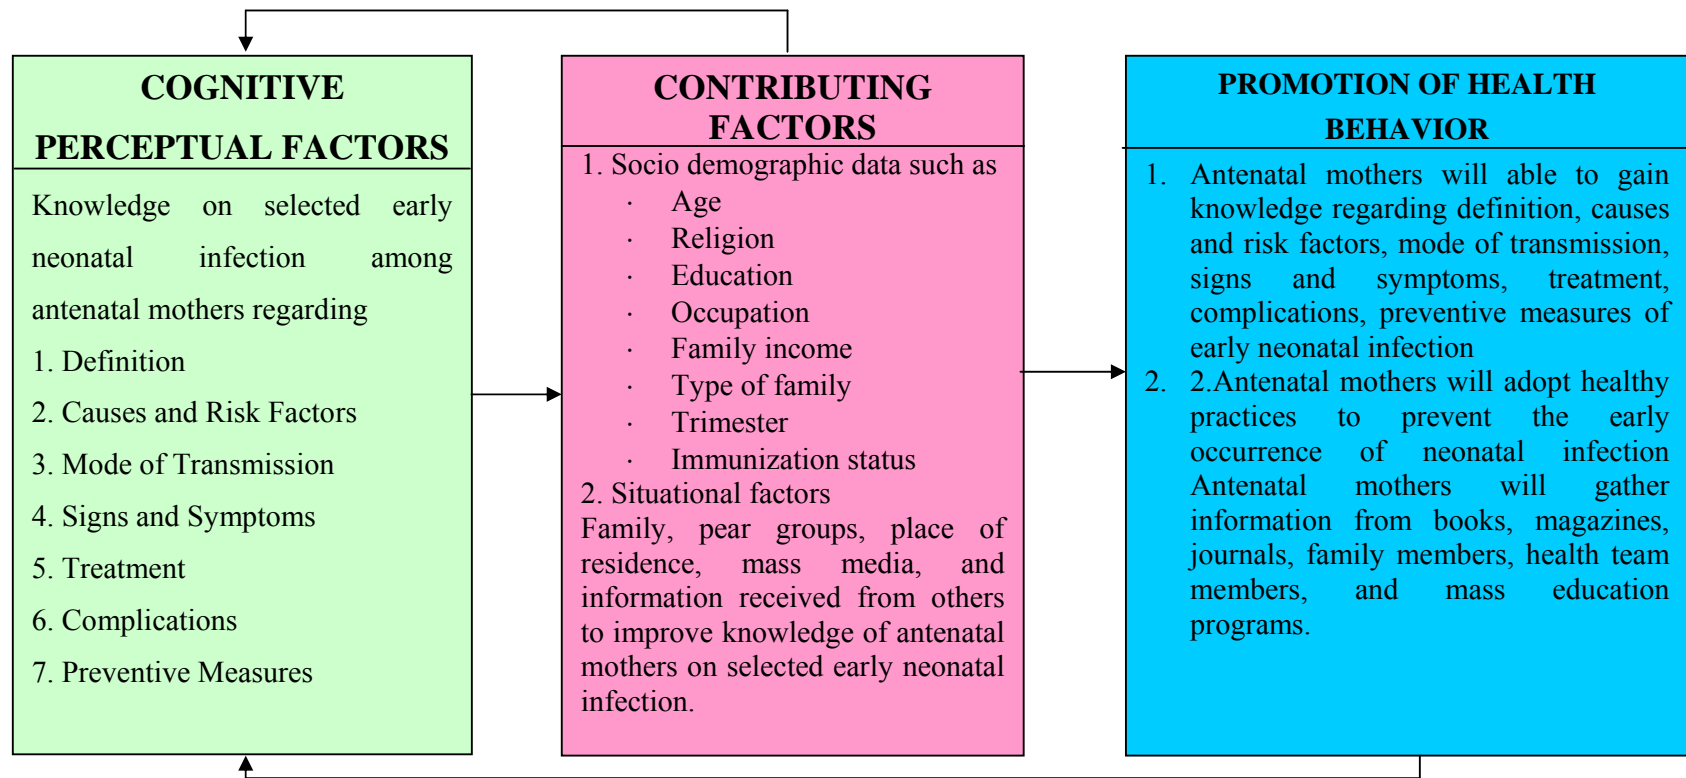 COGNITIVE
PERCEPTUAL FACTORS
Knowledge on selected early
neonatal infection among
antenatal mothers regarding
1. Definition
2. Causes and Risk Factors
3. Mode of Transmission
4. Signs and Symptoms
5. Treatment
6. Complications
7. Preventive Measures
CONTRIBUTING
FACTORS
1. Socio demographic data such as
· Age
· Religion
· Education
· Occupation
· Family income
· Type of family
· Trimester
· Immunization status
2. Situational factors
Family, pear groups, place of
residence, mass media, and
information received from others
to improve knowledge of antenatal
mothers on selected early neonatal
infection.
PROMOTION OF HEALTH
BEHAVIOR
1. Antenatal mothers will able to gain
knowledge regarding definition, causes
and risk factors, mode of transmission,
signs and symptoms, treatment,
complications, preventive measures of
early neonatal infection
2. 2.Antenatal mothers will adopt healthy
practices to prevent the early
occurrence of neonatal infection
Antenatal mothers will gather
information from books, magazines,
journals, family members, health team
members, and mass education
programs.